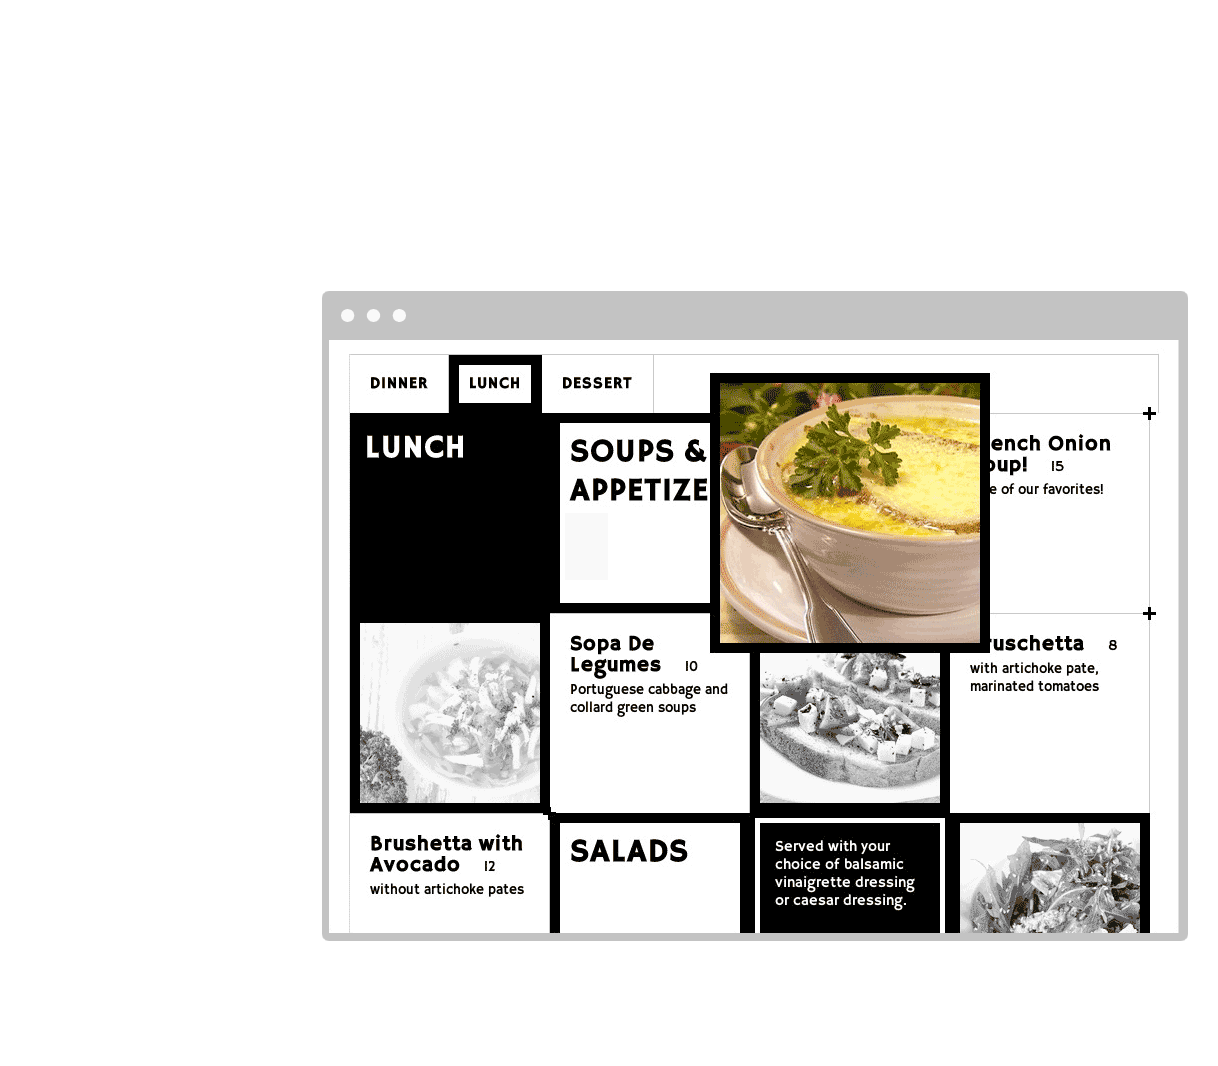 DINNER
LUNCH
DESSERT
LUNCH
SOUPS &
APPETIZE
ench Onion
oup! 15
e of our favorites!
Sopa De
Legumes 10
Portuguese cabbage and
collard green soups
ruschetta 8
with artichoke pate,
marinated tomatoes
Brushetta with
Avocado 12
without artichoke pates
SALADS
Served with your
choice of balsamic
vinaigrette dressing
or caesar dressing.